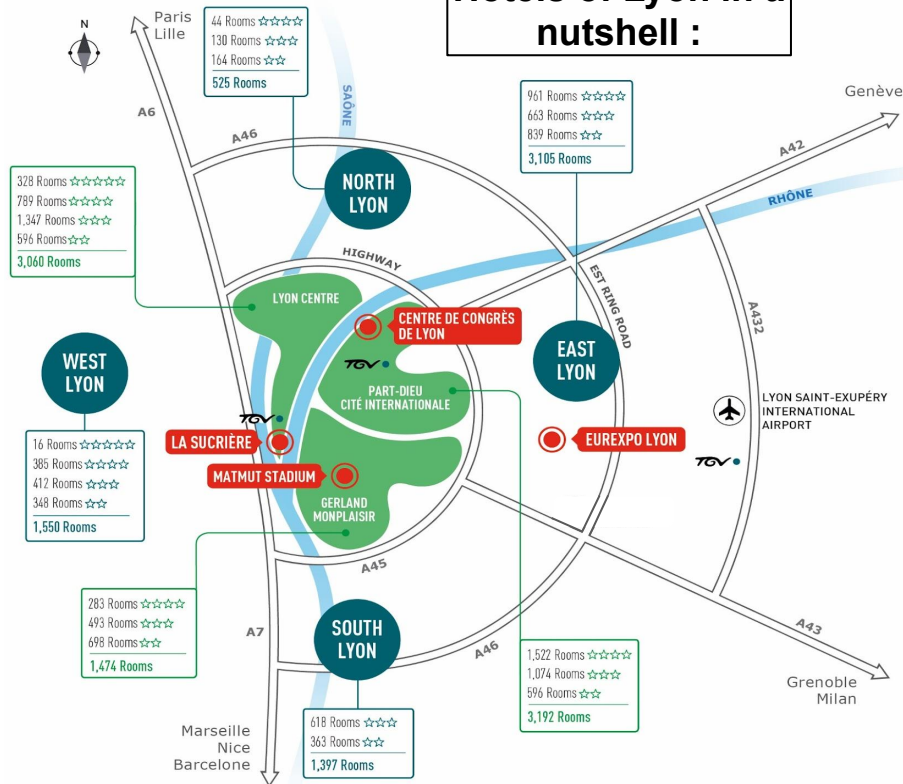 Hotels of Lyon in a
nutshell :
N
Paris
Lille
44 Rooms ☆☆☆☆
130 Rooms ☆☆☆
164 Rooms ☆☆
525 Rooms
SAÔNE
961 Rooms ☆☆☆☆
663 Rooms ☆☆☆
839 Rooms ☆☆
3,105 Rooms
Genève
A6
A46
A42
328 Rooms ☆☆☆☆☆
789 Rooms ☆☆☆☆
1,347 Rooms ☆☆☆
596 Rooms ☆☆
3,060 Rooms
NORTH
LYON
RHÔNE
HIGHWAY
EST RING ROAD
LYON CENTRE
CENTRE DE CONGRÈS
DE LYON
A432
WEST
LYON
EAST
LYON
TGV
PART-DIEU
CITÉ INTERNATIONALE
LYON SAINT-EXUPÉRY
INTERNATIONAL
AIRPORT
TGV
LA SUCRIÈRE
EUREXPO LYON
TGV
16 Rooms ☆☆☆☆☆
385 Rooms ☆☆☆☆
412 Rooms ☆☆☆
348 Rooms ☆☆
1,550 Rooms
MATMUT STADIUM
GERLAND
MONPLAISIR
A45
283 Rooms ☆☆☆☆
493 Rooms ☆☆☆
698 Rooms ☆☆
1,474 Rooms
A7
SOUTH
LYON
A46
A43
1,522 Rooms ☆☆☆☆
1,074 Rooms ☆☆☆
596 Rooms ☆☆
3,192 Rooms
Grenoble
Milan
618 Rooms ☆☆☆☆
363 Rooms ☆☆
1,397 Rooms
Marseille
Nice
Barcelone